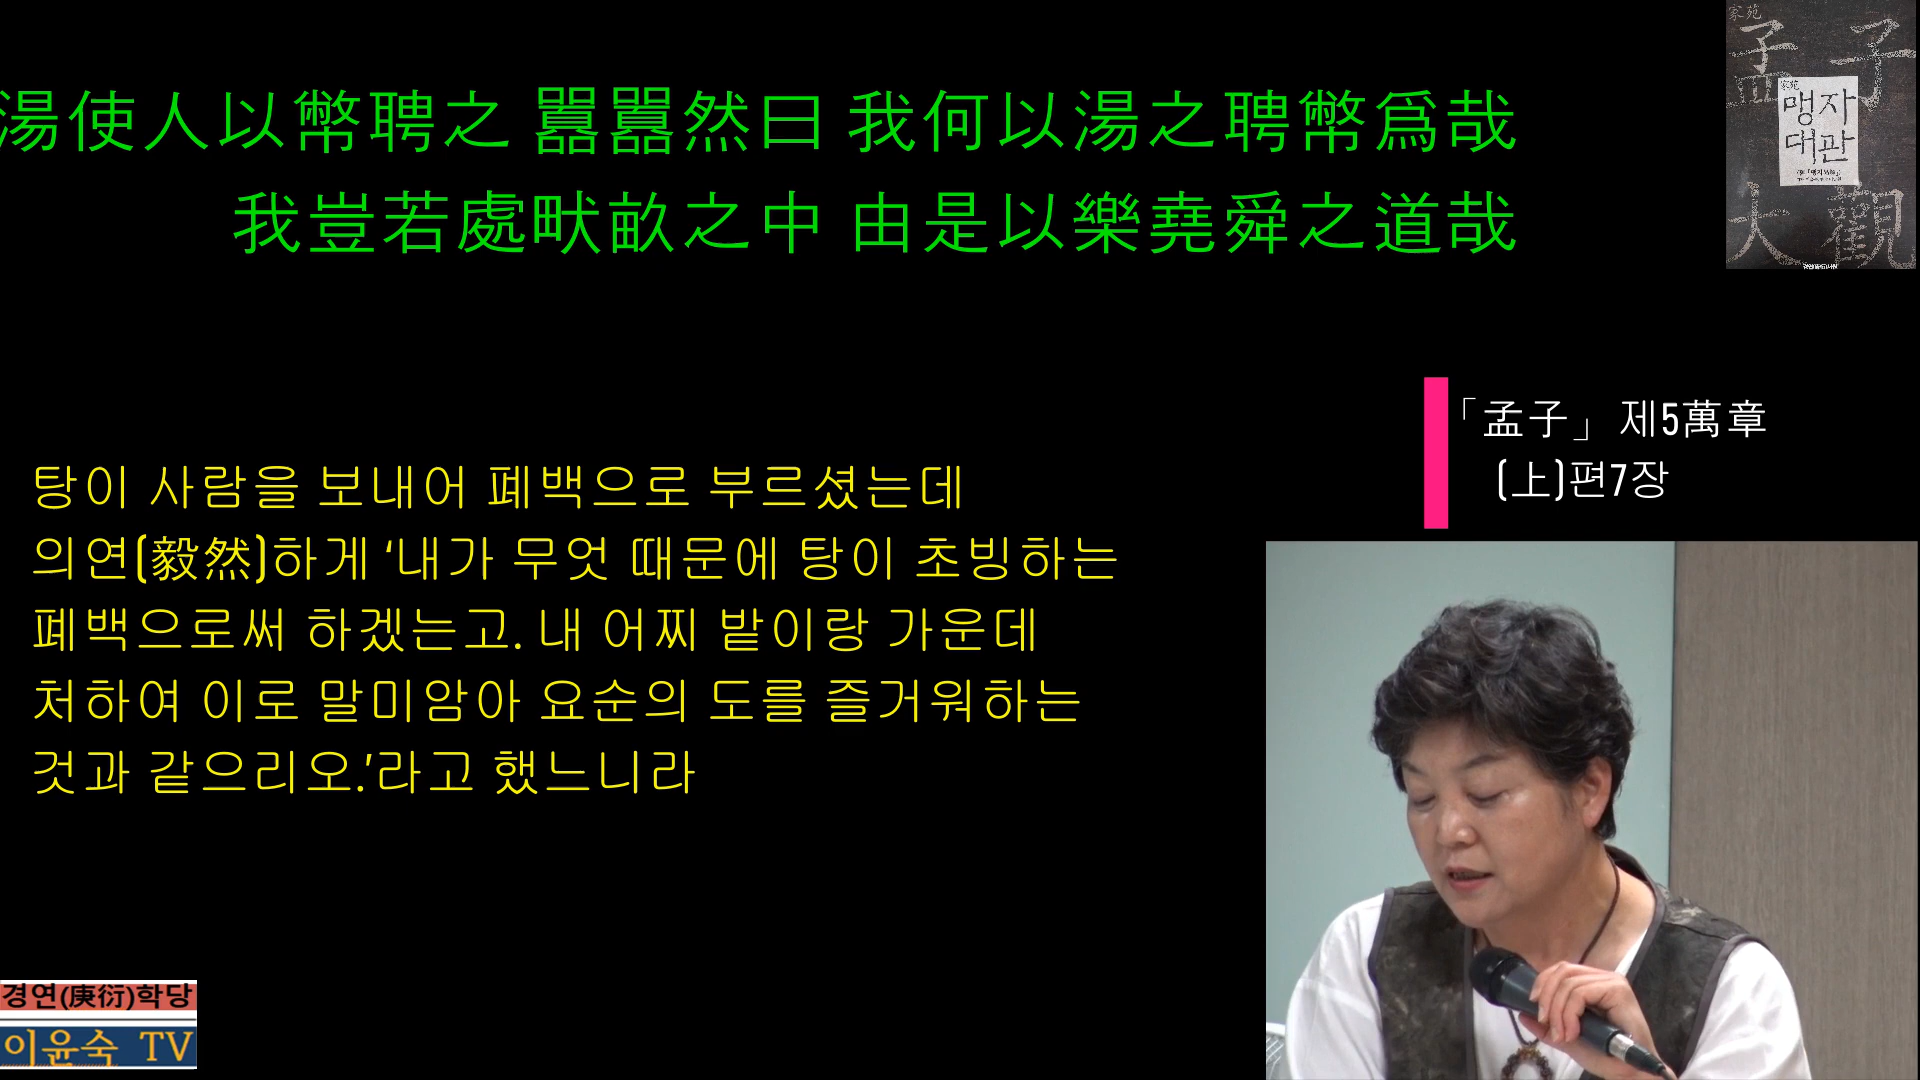 湯使人以幣聘之 囂囂然曰 我何以湯之聘幣爲哉
我豈若處畎畝之中 由是以樂堯舜之道哉
家苑
孟子
맹자
대관
大觀
「孟子」 제5萬章
(上)편7장
탕이 사람을 보내어 폐백으로 부르셨는데
의연(毅然)하게 ‘내가 무엇 때문에 탕이 초빙하는
폐백으로써 하겠는고. 내 어찌 밭이랑 가운데
처하여 이로 말미암아 요순의 도를 즐거워하는
것과 같으리오.’라고 했느니라
경연(庚衍)학당
이윤숙 TV